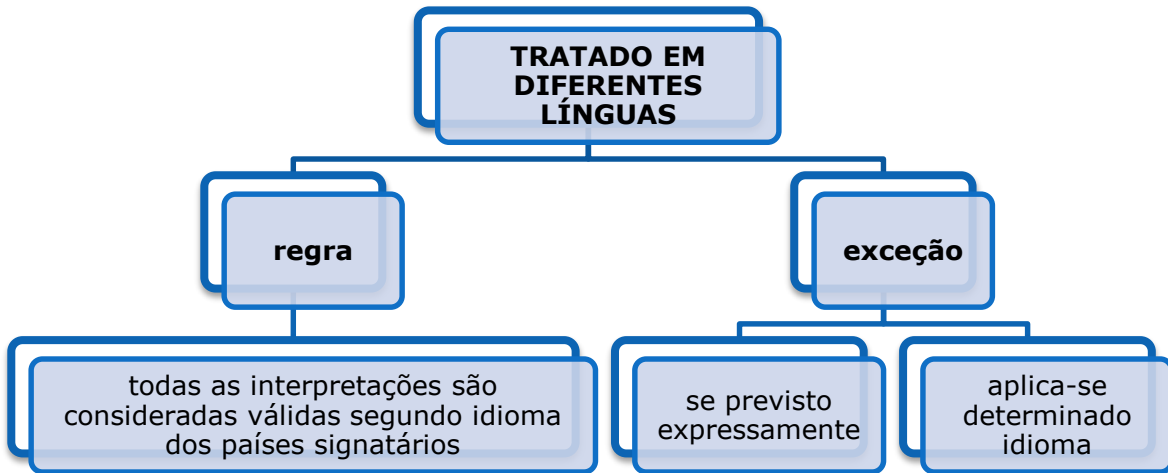 TRATADO EM
DIFERENTES
LÍNGUAS
regra
exceção
todas as interpretações são
consideradas válidas segundo idioma
dos países signatários
se previsto
expressamente
aplica-se
determinado
idioma